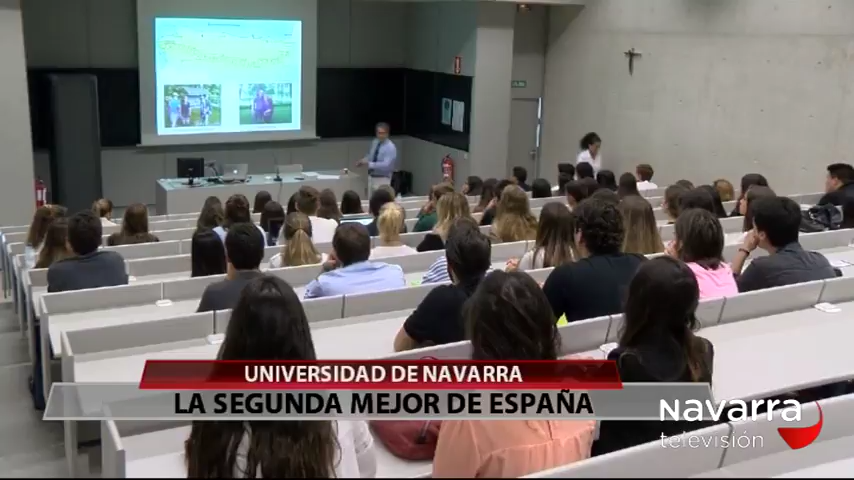 UNIVERSIDAD DE NAVARRA
LA SEGUNDA MEJOR DE ESPAÑA
Navarra
televisión